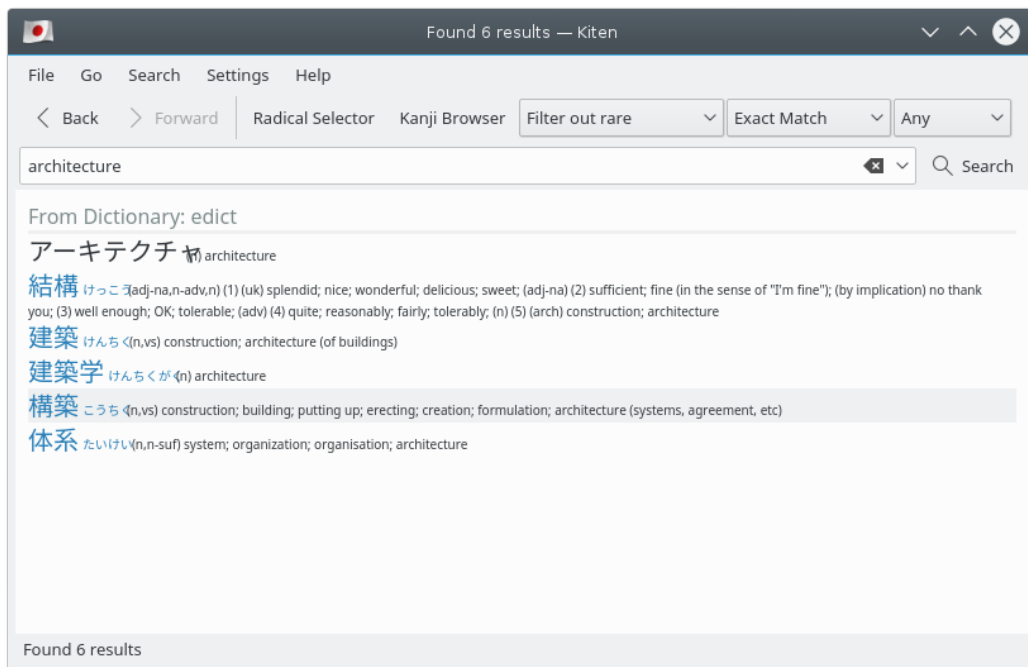 Found 6 results — Kiten
File Go Search Settings Help
Back Forward Radical Selector Kanji Browser Filter out rare Exact Match Any
architecture Search
From Dictionary: edict
アーキテクチャ (n) architecture
結構 けっこう (adj-na,n-adv,n) (1) (uk) splendid; nice; wonderful; delicious; sweet; (adj-na) (2) sufficient; fine (in the sense of "I'm fine"); (by implication) no thank
you; (3) well enough; OK; tolerable; (adv) (4) quite; reasonably; fairly; tolerably; (n) (5) (arch) construction; architecture
建築 けんちく (n,vs) construction; architecture (of buildings)
建築学 けんちくがく (n) architecture
構築 こうちく (n,vs) construction; building; putting up; erecting; creation; formulation; architecture (systems, agreement, etc)
体系 たいけい (n,n-suf) system; organization; organisation; architecture
Found 6 results